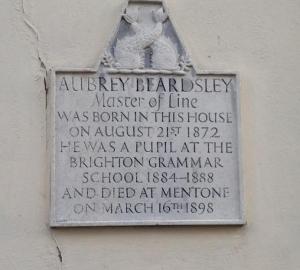 AUBREY BEARDSLEY
Master of Line
WAS BORN IN THIS HOUSE
ON AUGUST 21ST 1872
HE WAS A PUPIL AT THE
BRIGHTON GRAMMAR
SCHOOL 1884-1888
AND DIED AT MENTONE
ON MARCH 16TH 1898